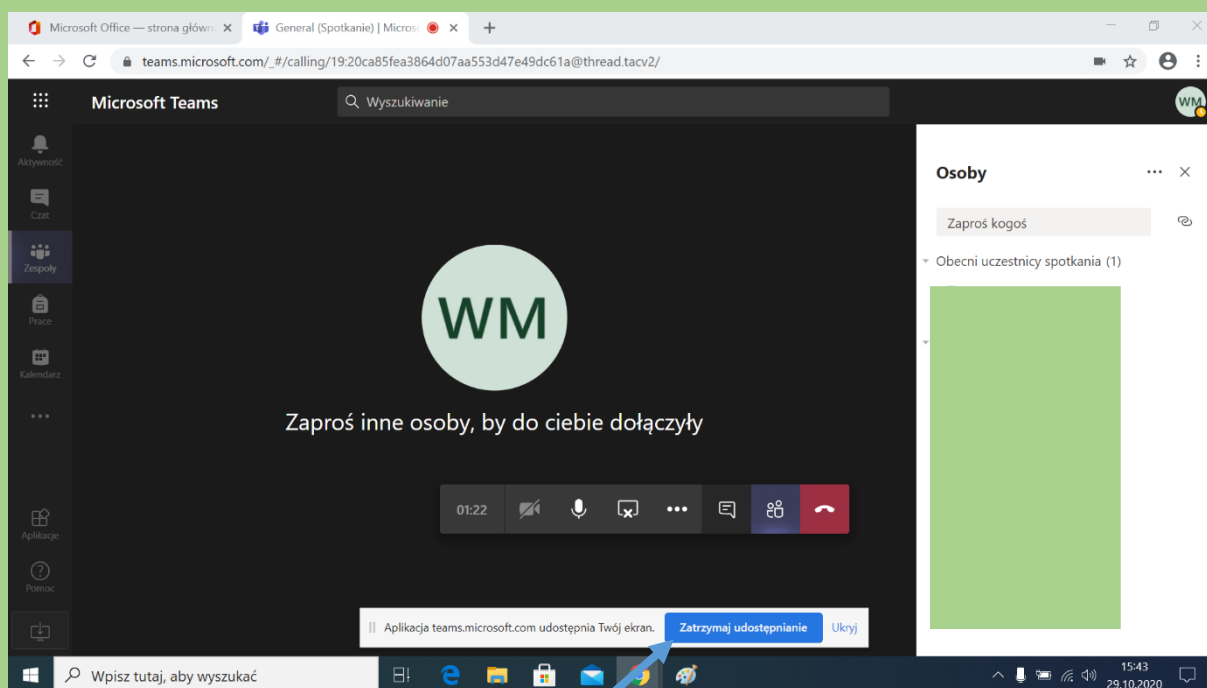 Microsoft Office — strona główn
General (Spotkanie) | Micros
teams.microsoft.com/_#/calling/19:20ca85fea3864d07aa553d47e49dc61a@thread.tacv2/
Microsoft Teams
Wyszukiwanie
WM
Aktywność
Czat
Zespoły
Prace
Kalendarz
Aplikacje
Pomoc
WM
Zaproś inne osoby, by do ciebie dołączyły
01:22
Osoby
Zaproś kogoś
Obecni uczestnicy spotkania (1)
Aplikacja teams.microsoft.com udostępnia Twój ekran.
Zatrzymaj udostępnianie
Ukryj
Wpisz tutaj, aby wyszukać
15:43
29.10.2020